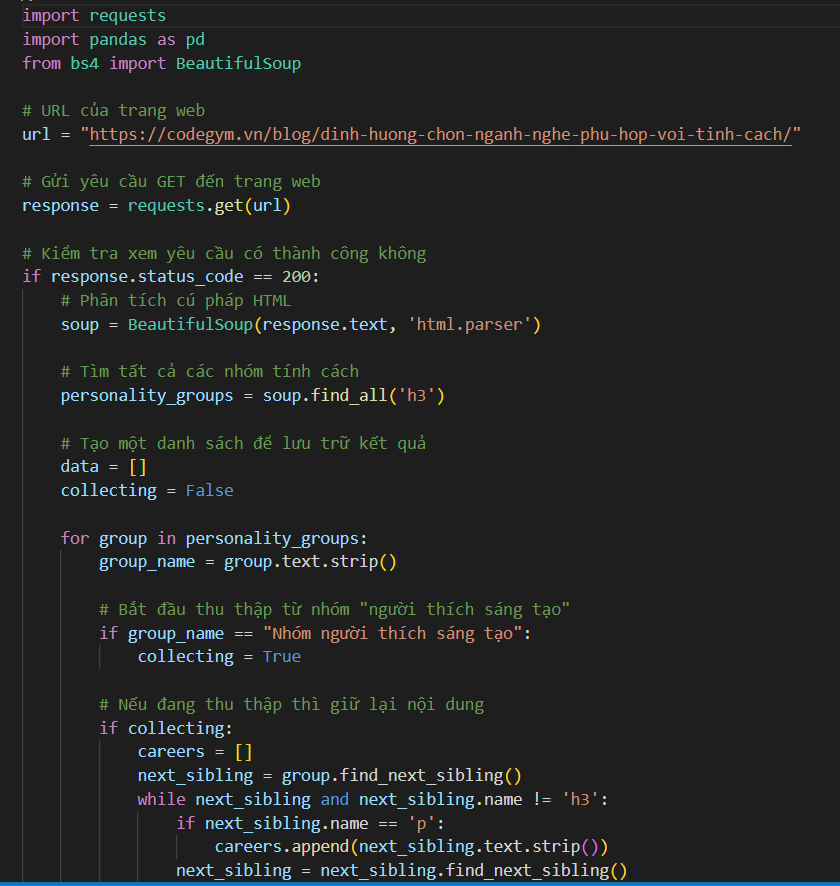 import requests
import pandas as pd
from bs4 import BeautifulSoup
# URL của trang web
url = "https://codegym.vn/blog/dinh-huong-chon-nganh-nghe-phu-hop-voi-tinh-cach/"
# Gửi yêu cầu GET đến trang web
response = requests.get(url)
# Kiểm tra xem yêu cầu có thành công không
if response.status_code == 200:
    # Phân tích cú pháp HTML
    soup = BeautifulSoup(response.text, 'html.parser')
    # Tìm tất cả các nhóm tính cách
    personality_groups = soup.find_all('h3')
    # Tạo một danh sách để lưu trữ kết quả
    data = []
    collecting = False
    for group in personality_groups:
        group_name = group.text.strip()
        # Bắt đầu thu thập từ nhóm "người thích sáng tạo"
        if group_name == "Nhóm người thích sáng tạo":
            collecting = True
        # Nếu đang thu thập thì giữ lại nội dung
        if collecting:
            careers = []
            next_sibling = group.find_next_sibling()
            while next_sibling and next_sibling.name != 'h3':
                if next_sibling.name == 'p':
                    careers.append(next_sibling.text.strip())
                next_sibling = next_sibling.find_next_sibling()